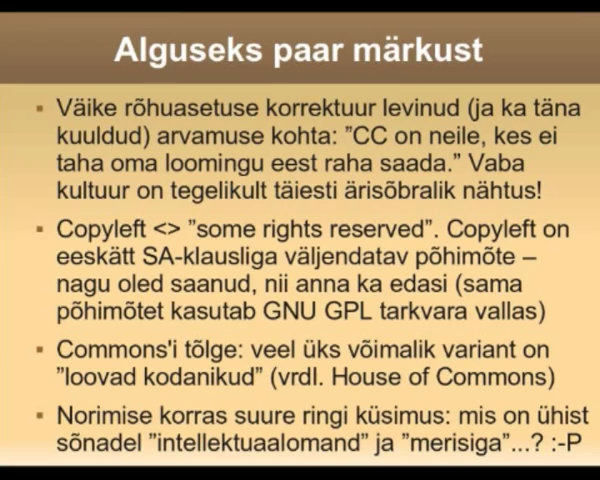 Alguseks paar märkust
▪ Väike rõhuasetuse korrektuur levinud (ja ka täna
kuuldud) arvamuse kohta: ”CC on neile, kes ei
taha oma loomingu eest raha saada.” Vaba
kultuur on tegelikult täiesti ärisõbralik nähtus!
▪ Copyleft <> ”some rights reserved”. Copyleft on
eeskätt SA-klausliga väljendatav põhimõte –
nagu oled saanud, nii anna ka edasi (sama
põhimõtet kasutab GNU GPL tarkvara vallas)
▪ Commons'i tõlge: veel üks võimalik variant on
”loovad kodanikud” (vrdl. House of Commons)
▪ Norimise korras suure ringi küsimus: mis on ühist
sõnadel ”intellektuaalomand” ja ”merisiga”...? :-P